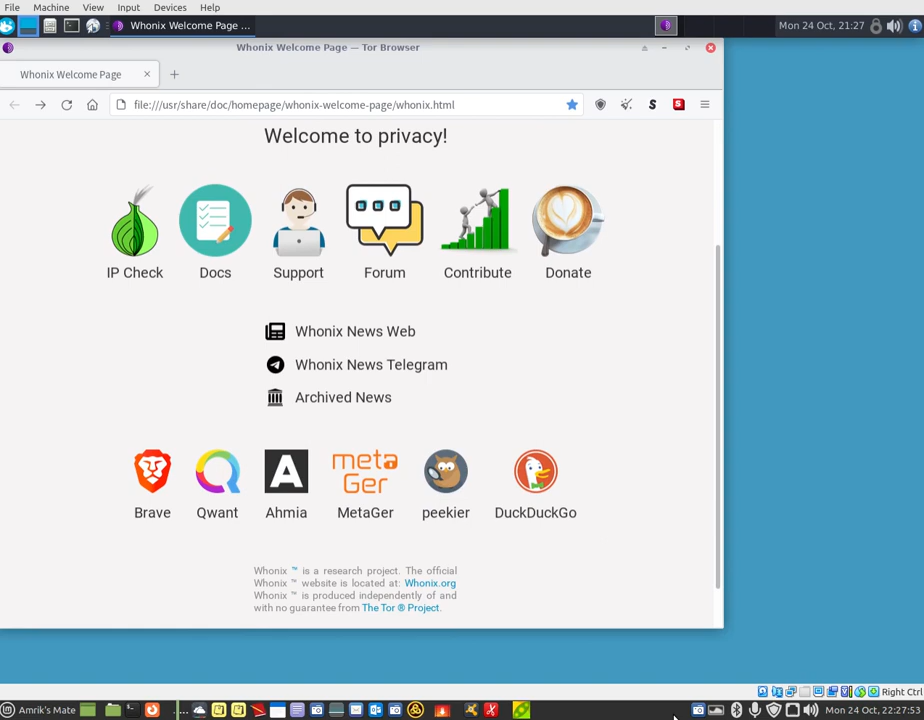 File Machine View Input Devices Help
Whonix Welcome Page ... Mon 24 Oct, 21:27
Whonix Welcome Page — Tor Browser
Whonix Welcome Page
file:///usr/share/doc/homepage/whonix-welcome-page/whonix.html
Welcome to privacy!
IP Check Docs Support Forum Contribute Donate
Whonix News Web
Whonix News Telegram
Archived News
A meta Ger
Brave Qwant Ahmia MetaGer peekier DuckDuckGo
Whonix ™ is a research project. The official
Whonix ™ website is located at: Whonix.org
Whonix ™ is produced independently of and
with no guarantee from The Tor ® Project.
Right Ctrl
Amrik's Mate Mon 24 Oct, 22:27:53